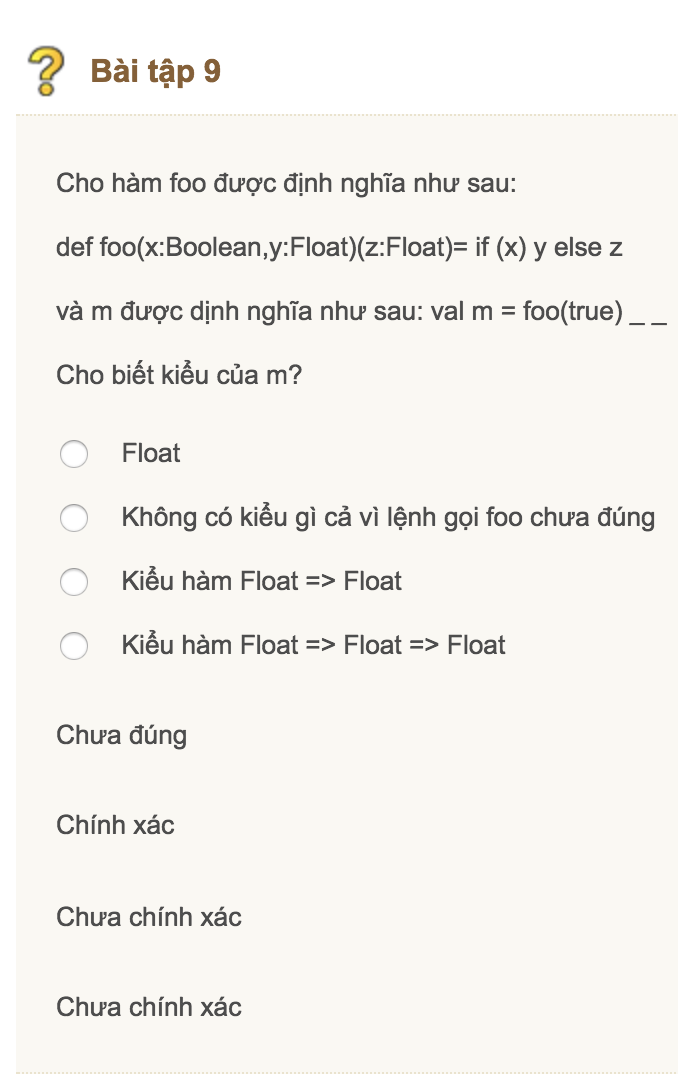 Bài tập 9
Cho hàm foo được định nghĩa như sau:
def foo(x:Boolean,y:Float)(z:Float)= if (x) y else z
và m được dịnh nghĩa như sau: val m = foo(true) _ _
Cho biết kiểu của m?
Float
Không có kiểu gì cả vì lệnh gọi foo chưa đúng
Kiểu hàm Float => Float
Kiểu hàm Float => Float => Float
Chưa đúng
Chính xác
Chưa chính xác
Chưa chính xác